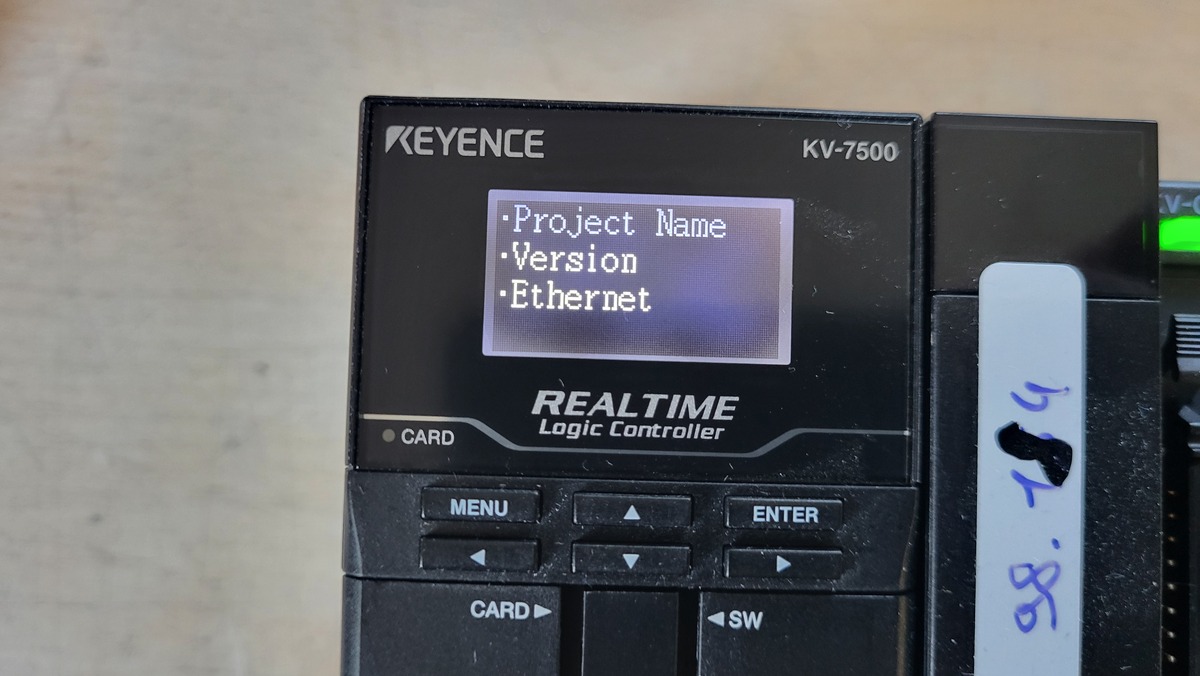 KEYENCE
KV-7500
·Project Name
·Version
·Ethernet
REALTIME
Logic Controller
CARD
MENU
▲
ENTER
◀
▼
▶
CARD▶
◀SW